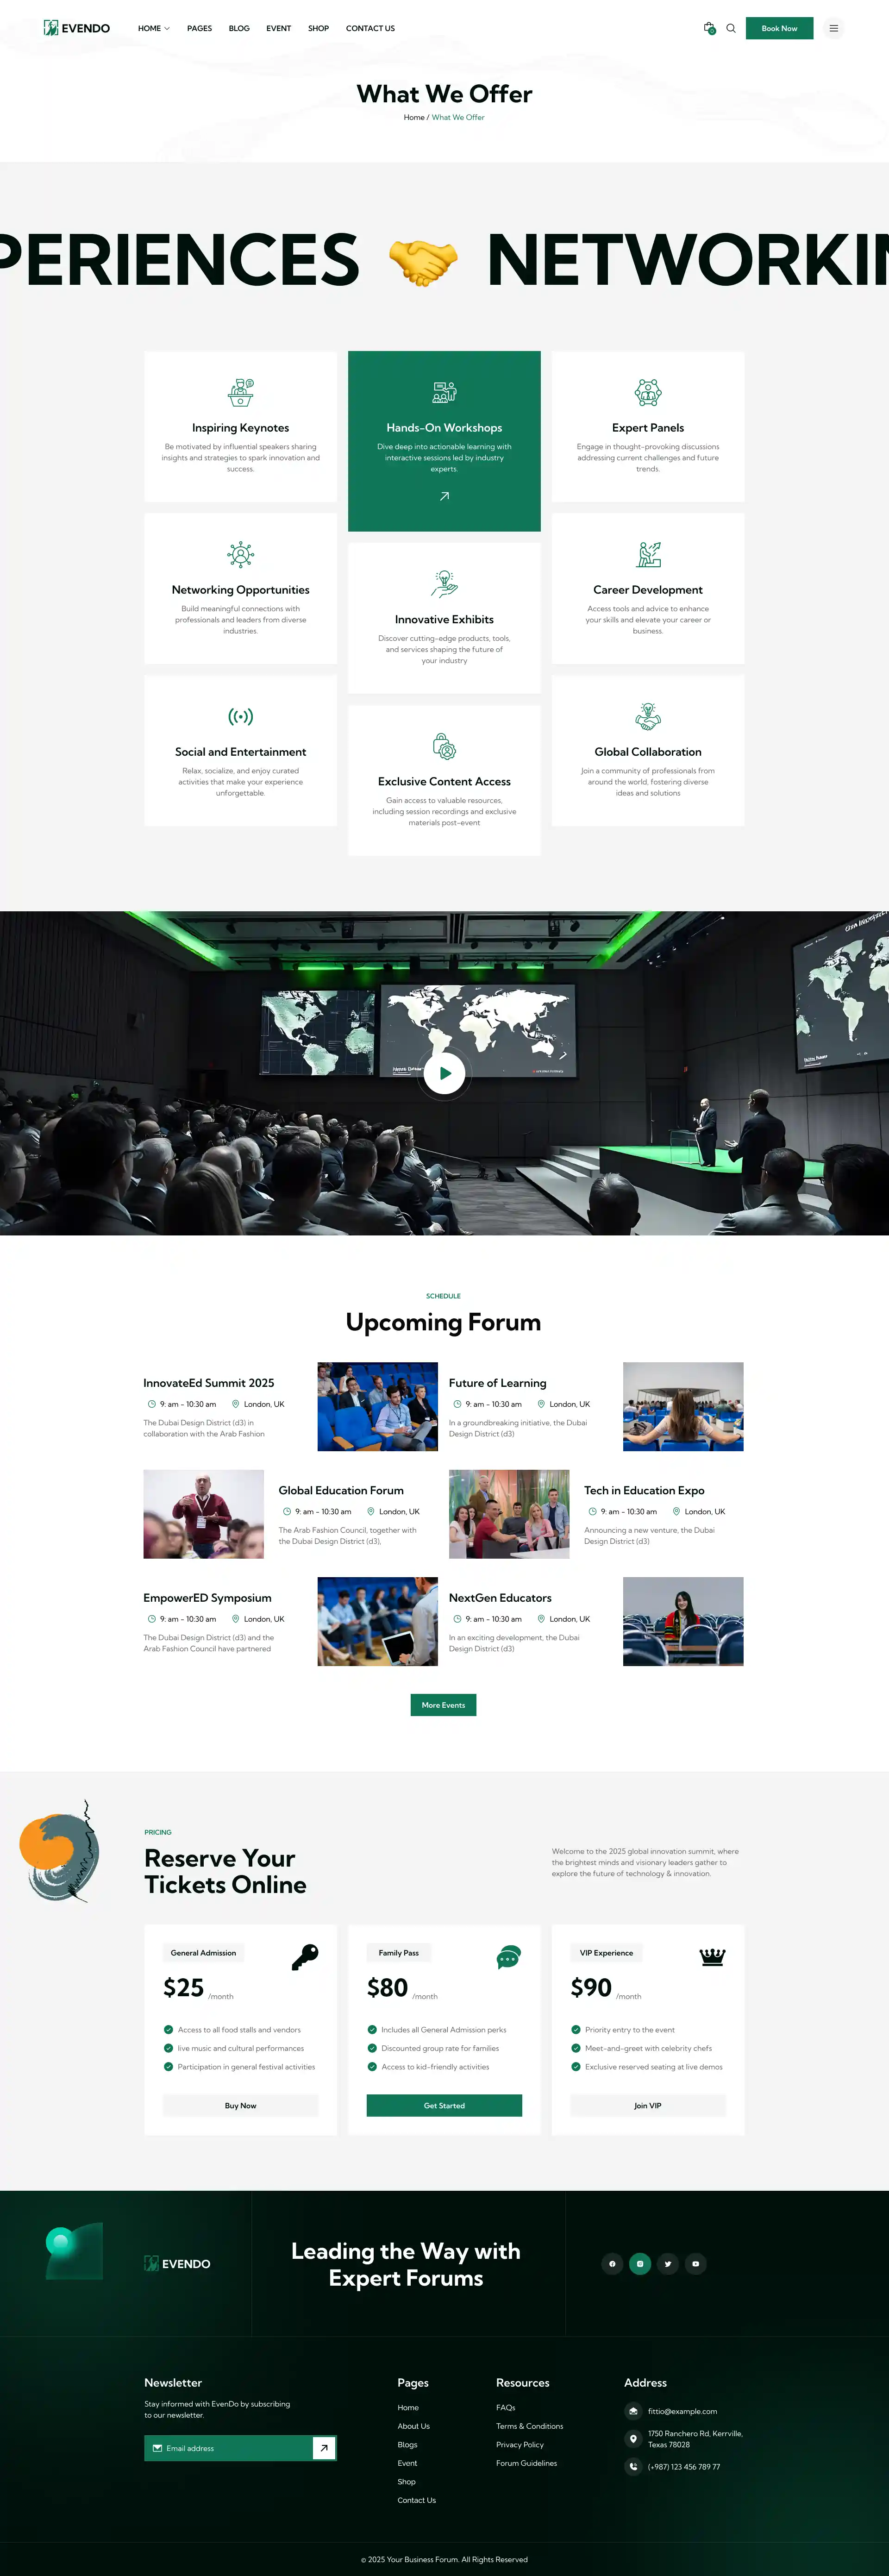 EVENDO
HOME
PAGES
BLOG
EVENT
SHOP
CONTACT US
0
Book Now
What We Offer
Home / What We Offer
PERIENCES
NETWORKIN
Inspiring Keynotes
Be motivated by influential speakers sharing
insights and strategies to spark innovation and
success.
Hands-On Workshops
Dive deep into actionable learning with
interactive sessions led by industry
experts.
Expert Panels
Engage in thought-provoking discussions
addressing current challenges and future
trends.
Networking Opportunities
Build meaningful connections with
professionals and leaders from diverse
industries.
Innovative Exhibits
Discover cutting-edge products, tools,
and services shaping the future of
your industry
Career Development
Access tools and advice to enhance
your skills and elevate your career or
business.
Social and Entertainment
Relax, socialize, and enjoy curated
activities that make your experience
unforgettable.
Exclusive Content Access
Gain access to valuable resources,
including session recordings and exclusive
materials post-event
Global Collaboration
Join a community of professionals from
around the world, fostering diverse
ideas and solutions
SCHEDULE
Upcoming Forum
InnovateEd Summit 2025
9: am - 10:30 am
London, UK
The Dubai Design District (d3) in
collaboration with the Arab Fashion
Future of Learning
9: am - 10:30 am
London, UK
In a groundbreaking initiative, the Dubai
Design District (d3)
Global Education Forum
9: am - 10:30 am
London, UK
The Arab Fashion Council, together with
the Dubai Design District (d3),
Tech in Education Expo
9: am - 10:30 am
London, UK
Announcing a new venture, the Dubai
Design District (d3)
EmpowerED Symposium
9: am - 10:30 am
London, UK
The Dubai Design District (d3) and the
Arab Fashion Council have partnered
NextGen Educators
9: am - 10:30 am
London, UK
In an exciting development, the Dubai
Design District (d3)
More Events
PRICING
Reserve Your
Tickets Online
Welcome to the 2025 global innovation summit, where
the brightest minds and visionary leaders gather to
explore the future of technology & innovation.
General Admission
$25 /month
Access to all food stalls and vendors
live music and cultural performances
Participation in general festival activities
Buy Now
Family Pass
$80 /month
Includes all General Admission perks
Discounted group rate for families
Access to kid-friendly activities
Get Started
VIP Experience
$90 /month
Priority entry to the event
Meet-and-greet with celebrity chefs
Exclusive reserved seating at live demos
Join VIP
EVENDO
Leading the Way with
Expert Forums
Newsletter
Stay informed with EvenDo by subscribing
to our newsletter.
Email address
Pages
Home
About Us
Blogs
Event
Shop
Contact Us
Resources
FAQs
Terms & Conditions
Privacy Policy
Forum Guidelines
Address
fittio@example.com
1750 Ranchero Rd, Kerrville,
Texas 78028
(+987) 123 456 789 77
© 2025 Your Business Forum. All Rights Reserved